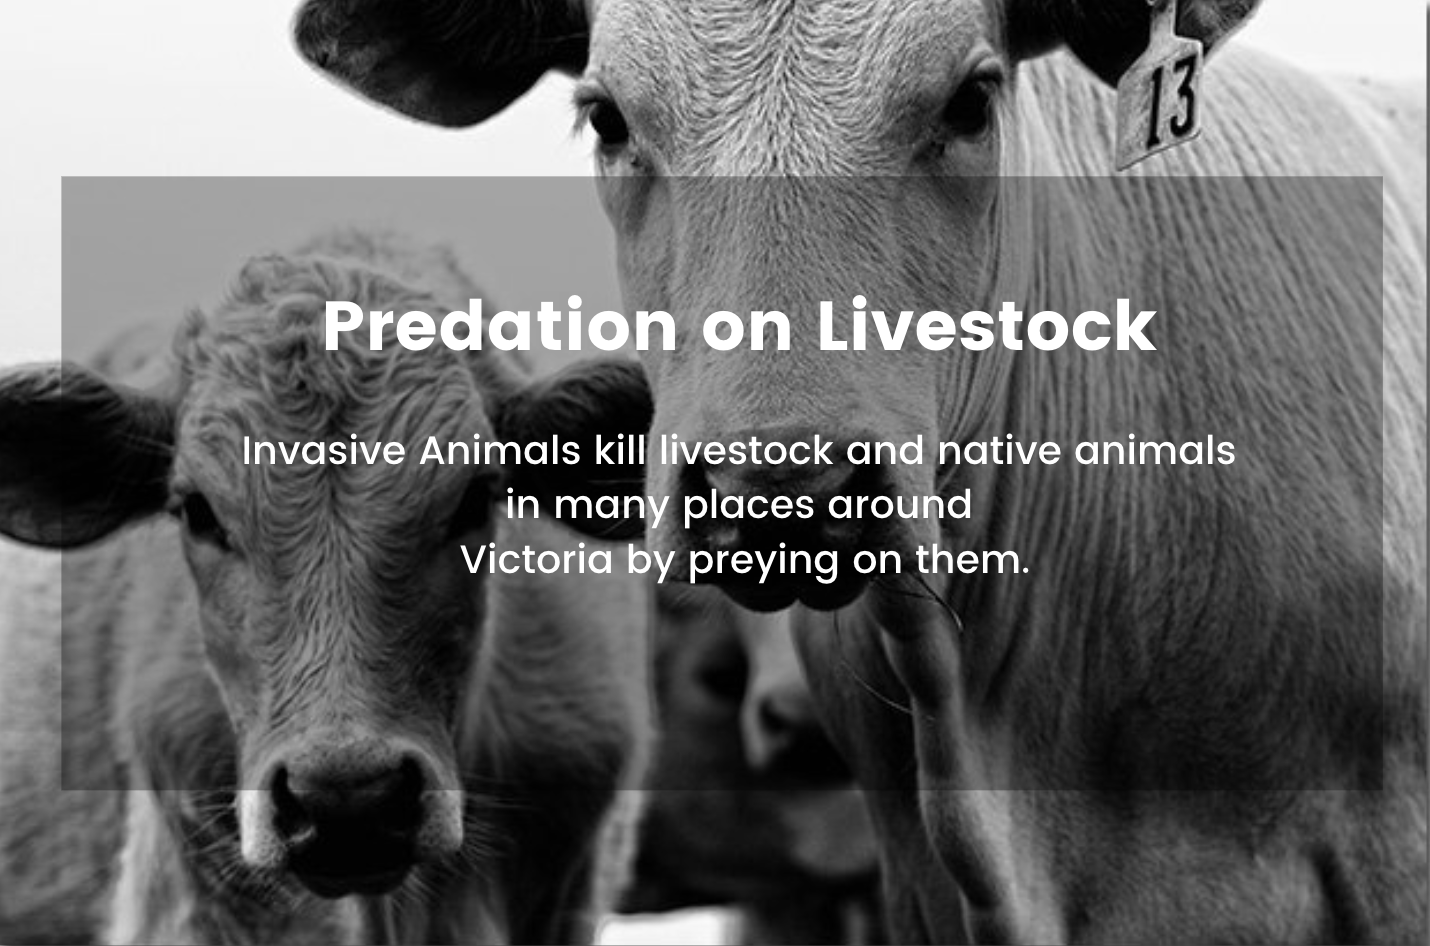 13
Predation on Livestock
Invasive Animals kill livestock and native animals
in many places around
Victoria by preying on them.